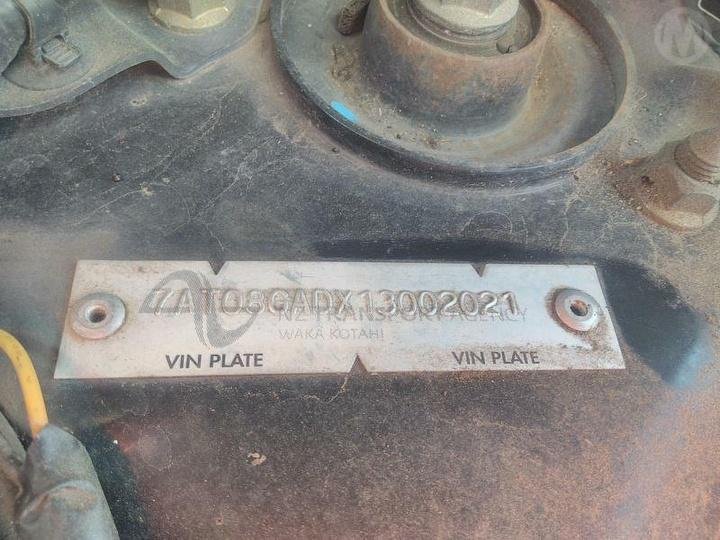 7AT08GADX13002021
NZ TRANSPORT AGENCY
WAKA KOTAHI
VIN PLATE VIN PLATE
M